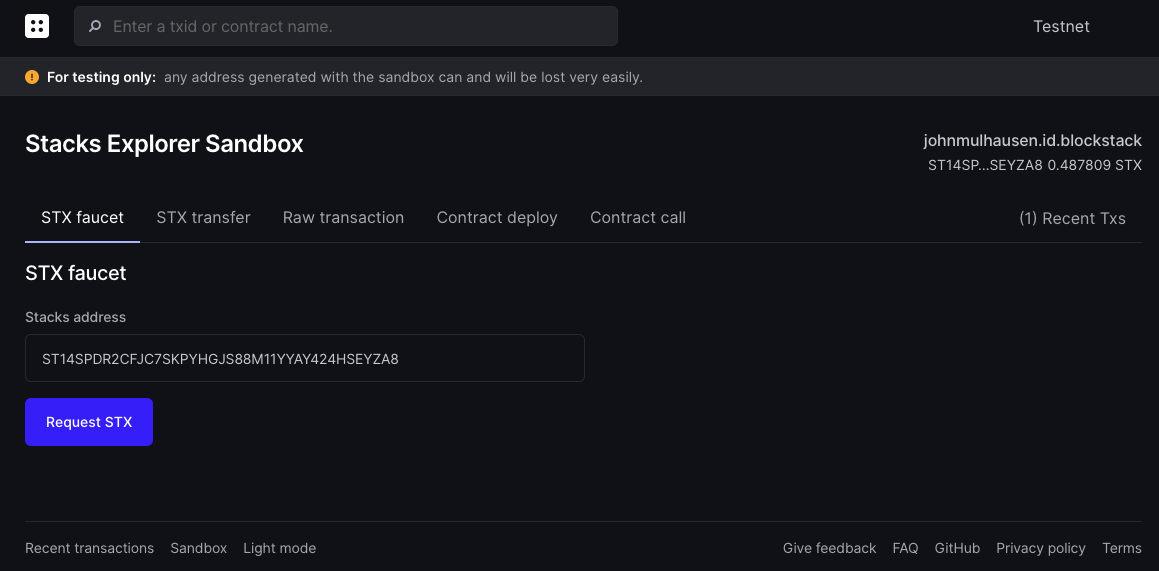 Enter a txid or contract name.
Testnet
For testing only: any address generated with the sandbox can and will be lost very easily.
Stacks Explorer Sandbox
johnmulhausen.id.blockstack
ST14SP...SEYZA8 0.487809 STX
STX faucet STX transfer Raw transaction Contract deploy Contract call (1) Recent Txs
STX faucet
Stacks address
ST14SPDR2CFJC7SKPYHGJS88M11YYAY424HSEYZA8
Request STX
Recent transactions Sandbox Light mode Give feedback FAQ GitHub Privacy policy Terms